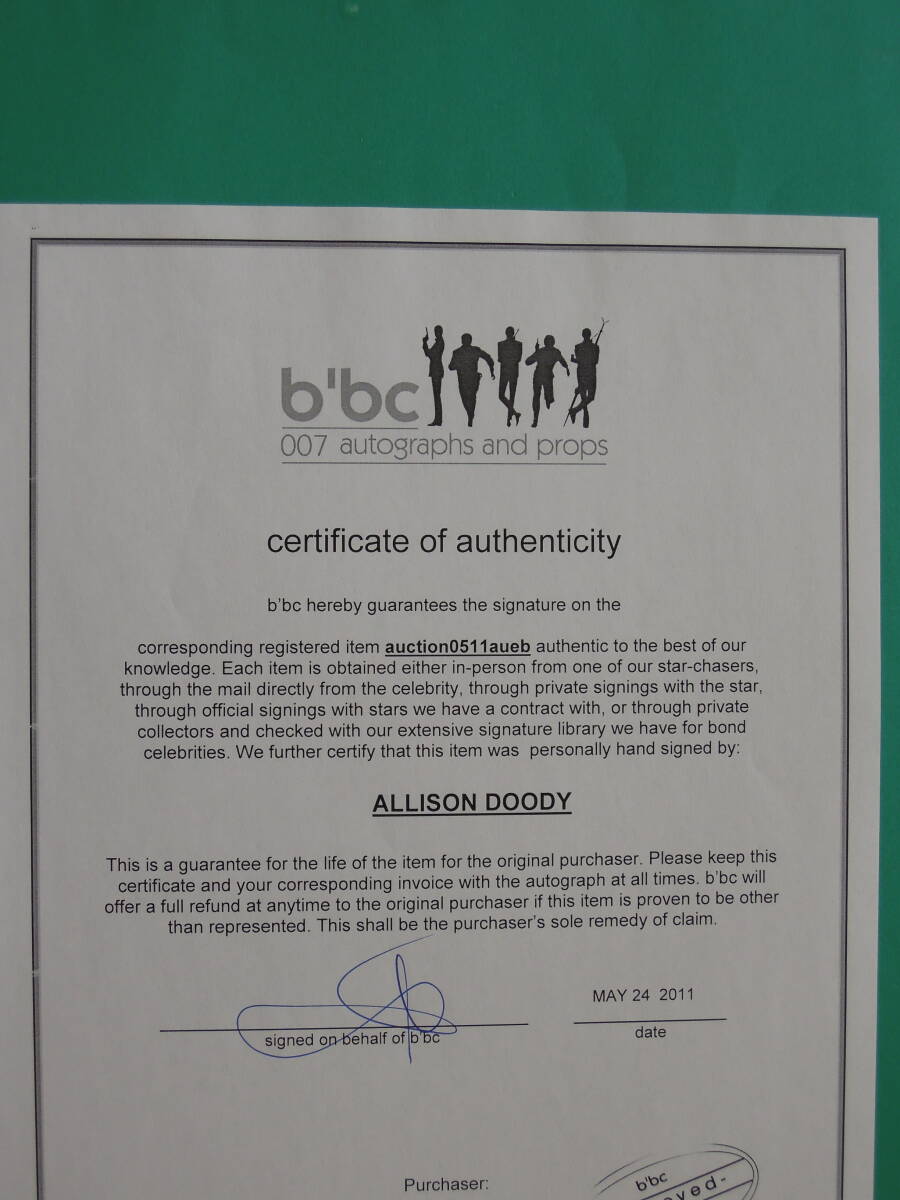 b'bc
007 autographs and props
certificate of authenticity
b'bc hereby guarantees the signature on the
corresponding registered item auction0511aueb authentic to the best of our
knowledge. Each item is obtained either in-person from one of our star-chasers,
through the mail directly from the celebrity, through private signings with the star,
through official signings with stars we have a contract with, or through private
collectors and checked with our extensive signature library we have for bond
celebrities. We further certify that this item was personally hand signed by:
ALLISON DOODY
This is a guarantee for the life of the item for the original purchaser. Please keep this
certificate and your corresponding invoice with the autograph at all times. b'bc will
offer a full refund at anytime to the original purchaser if this item is proven to be other
than represented. This shall be the purchaser's sole remedy of claim.
MAY 24 2011
signed on behalf of b'bc
date
Purchaser:
b'bc